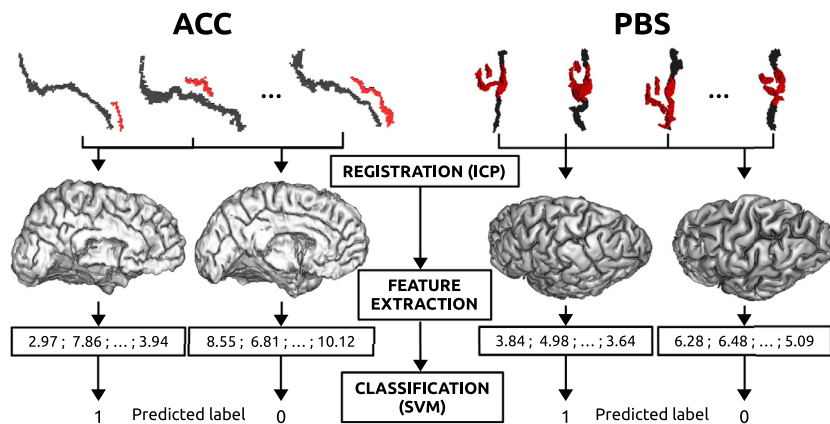 ACC PBS
... ...
REGISTRATION (ICP)
FEATURE
EXTRACTION
2.97 ; 7.86 ; ... ; 3.94 8.55 ; 6.81 ; ... ; 10.12 3.84 ; 4.98 ; ... ; 3.64 6.28 ; 6.48 ; ... ; 5.09
CLASSIFICATION
(SVM)
1 Predicted label 0 1 Predicted label 0